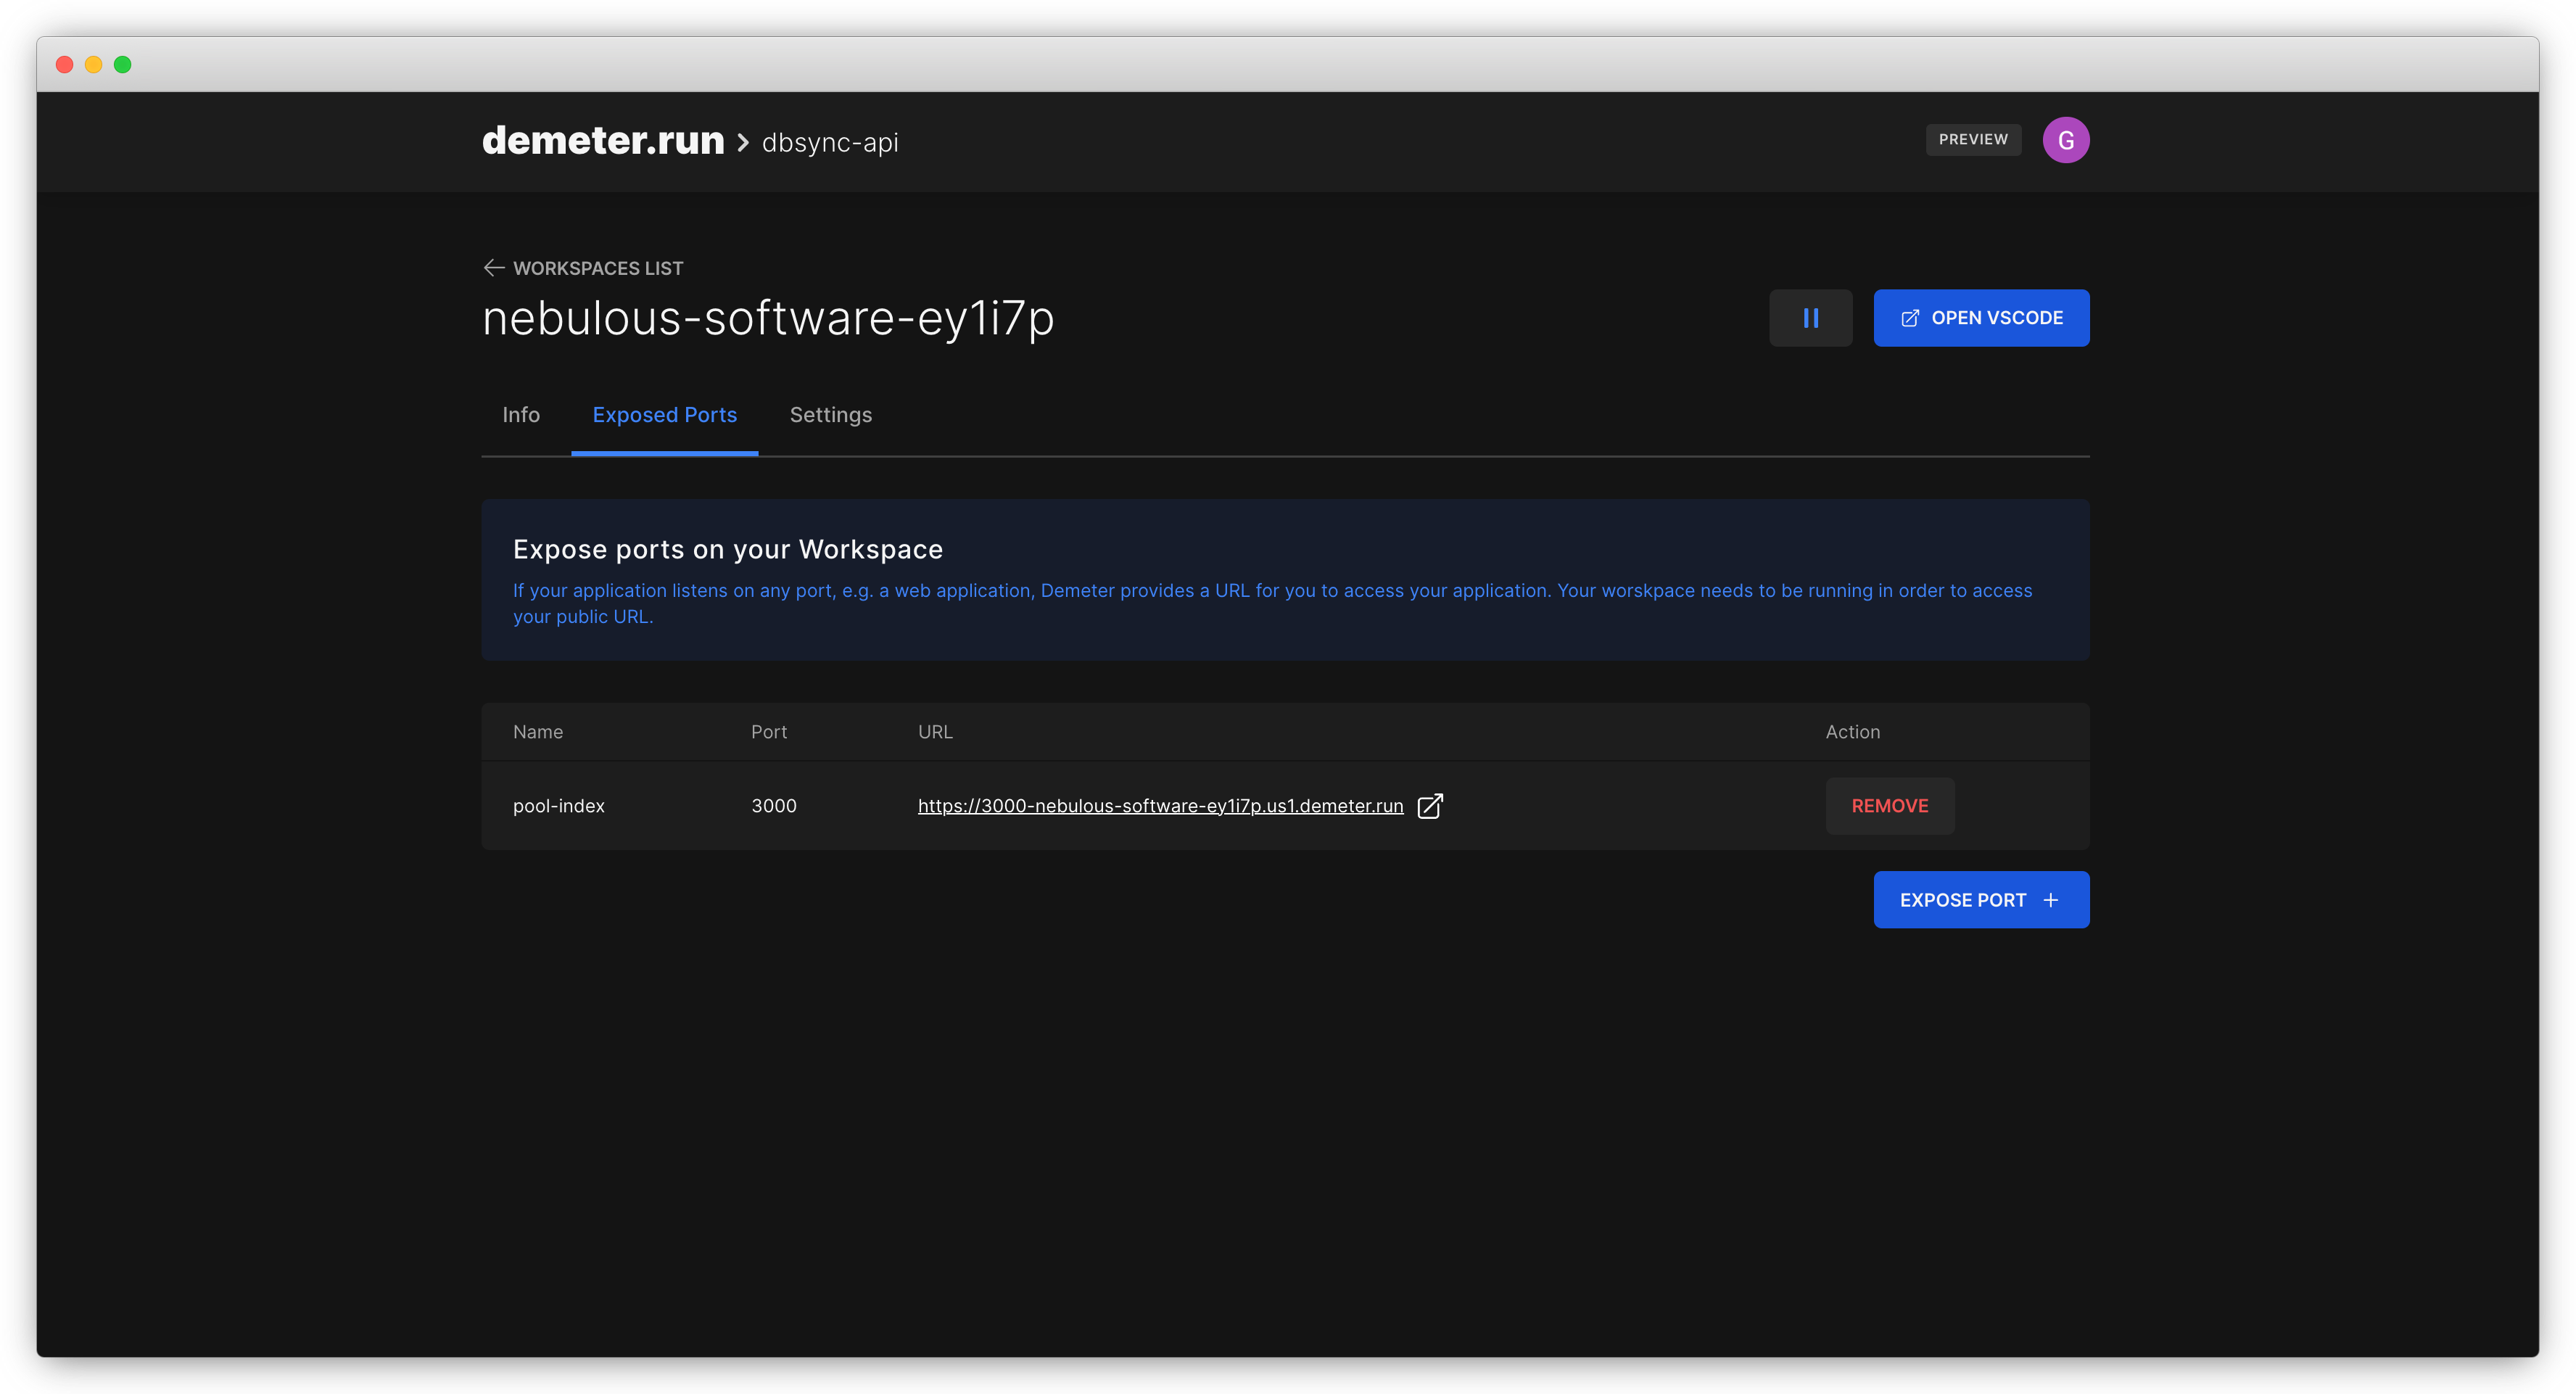 demeter.run > dbsync-api
PREVIEW
G
WORKSPACES LIST
nebulous-software-ey1i7p
OPEN VSCODE
Info Exposed Ports Settings
Expose ports on your Workspace
If your application listens on any port, e.g. a web application, Demeter provides a URL for you to access your application. Your worskpace needs to be running in order to access
your public URL.
Name Port URL Action
pool-index 3000 https://3000-nebulous-software-ey1i7p.us1.demeter.run REMOVE
EXPOSE PORT +